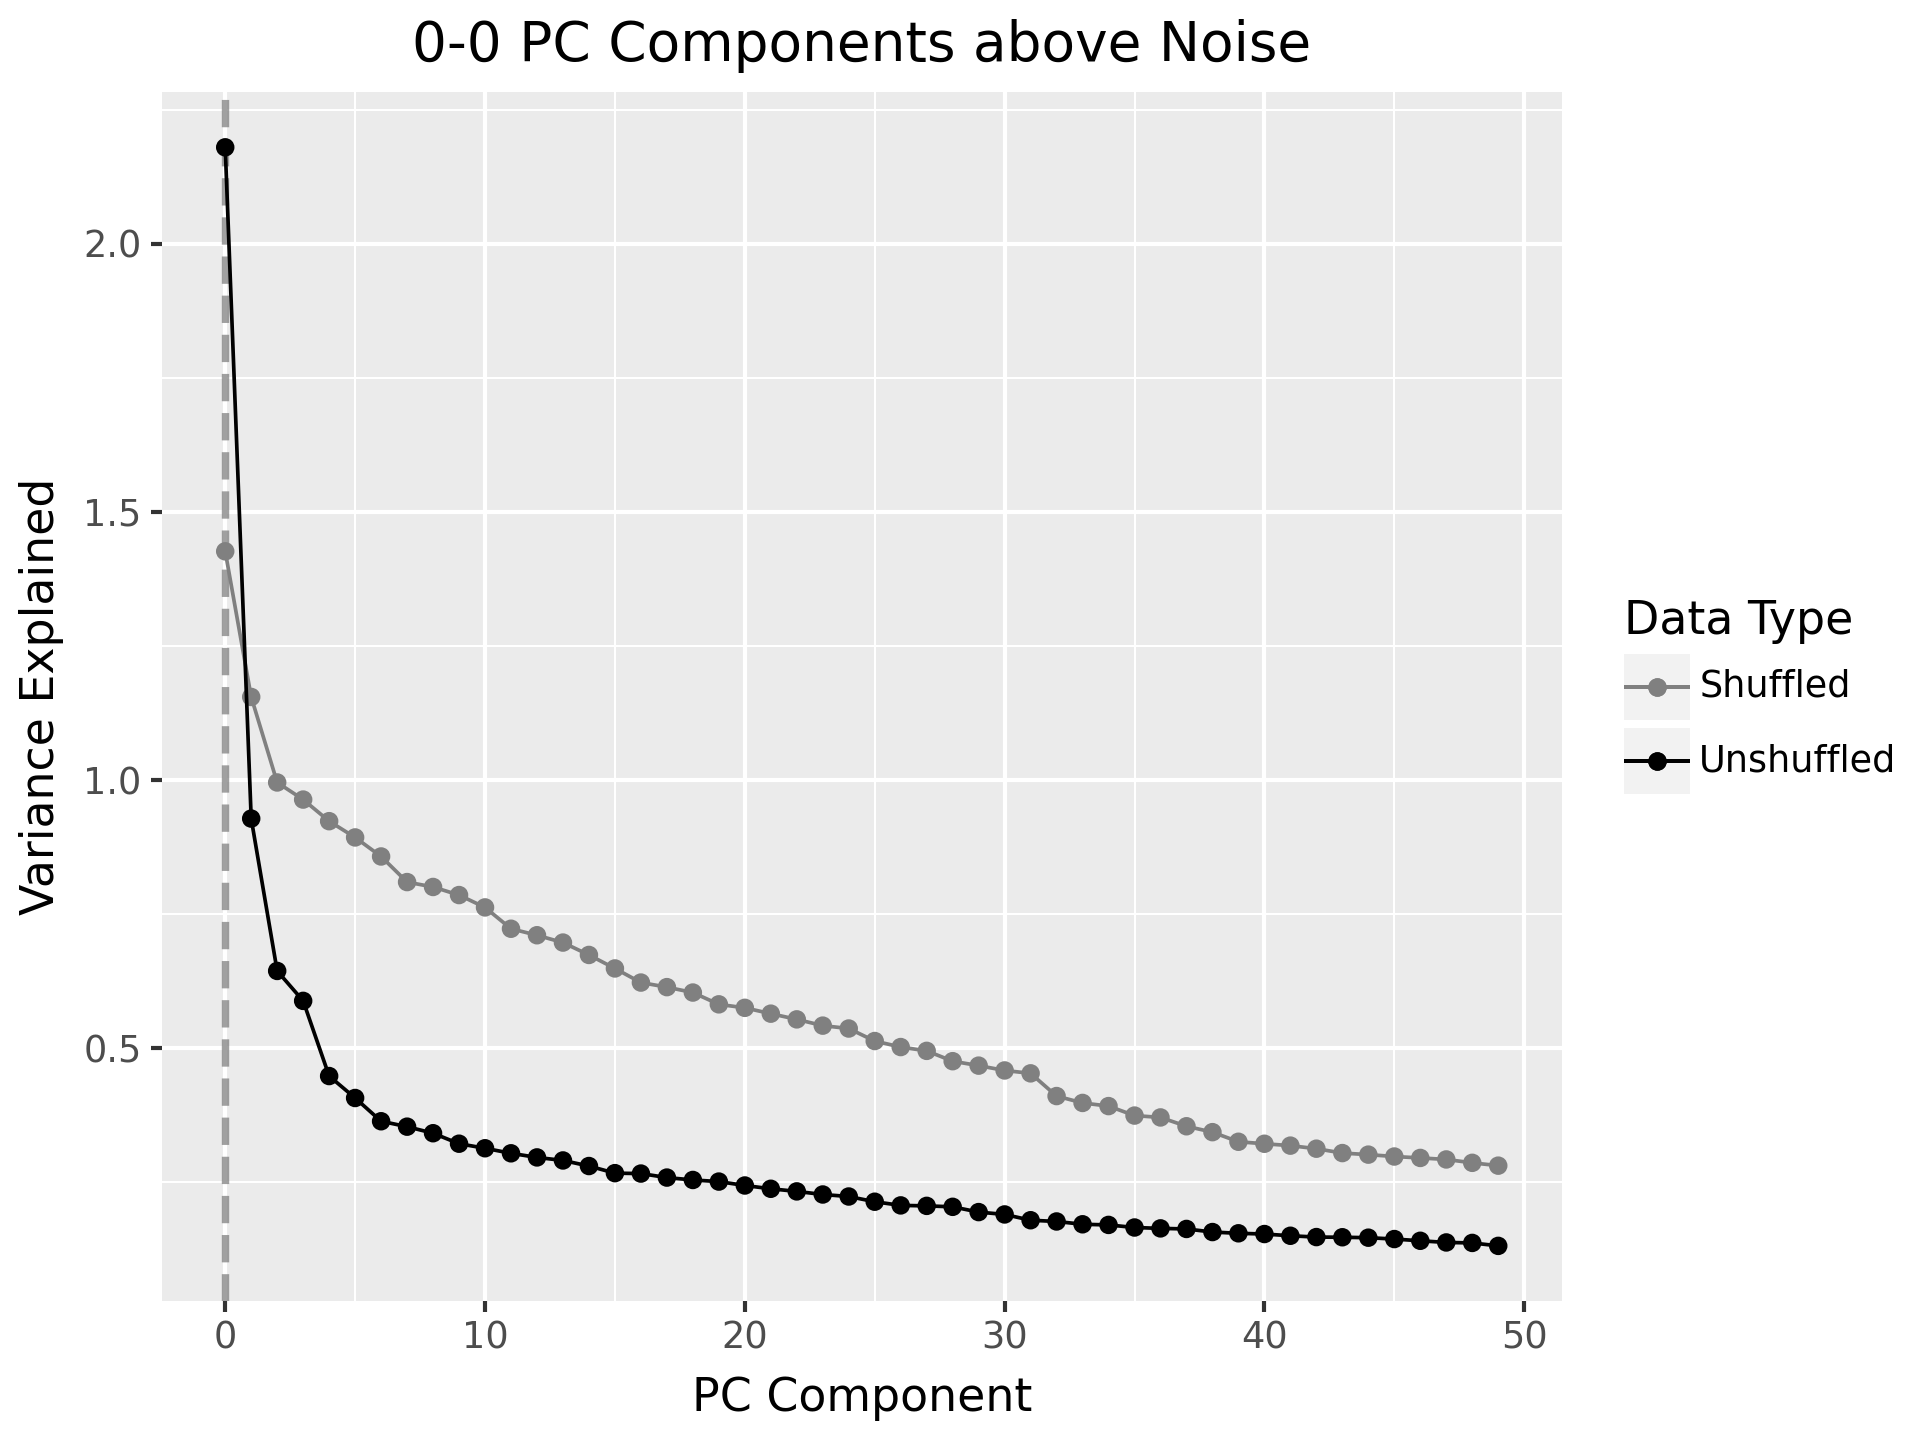 0-0 PC Components above Noise
Variance Explained
2.0
1.5
1.0
0.5
0 10 20 30 40 50
PC Component
Data Type
Shuffled
Unshuffled